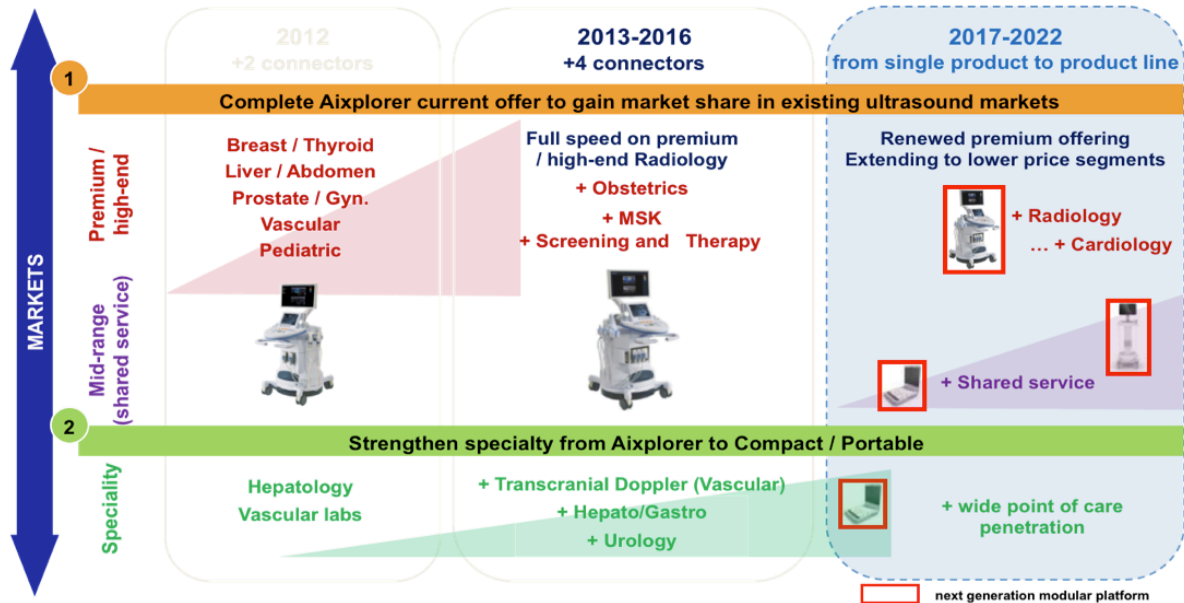 2012
+2 connectors
2013-2016
+4 connectors
2017-2022
from single product to product line
1
Complete Aixplorer current offer to gain market share in existing ultrasound markets
MARKETS
Premium /
high-end
Breast / Thyroid
Liver / Abdomen
Prostate / Gyn.
Vascular
Pediatric
Full speed on premium
/ high-end Radiology
+ Obstetrics
+ MSK
+ Screening and Therapy
Renewed premium offering
Extending to lower price segments
+ Radiology
... + Cardiology
Mid-range
(shared service)
+ Shared service
2
Strengthen specialty from Aixplorer to Compact / Portable
Speciality
Hepatology
Vascular labs
+ Transcranial Doppler (Vascular)
+ Hepato/Gastro
+ Urology
+ wide point of care
penetration
next generation modular platform